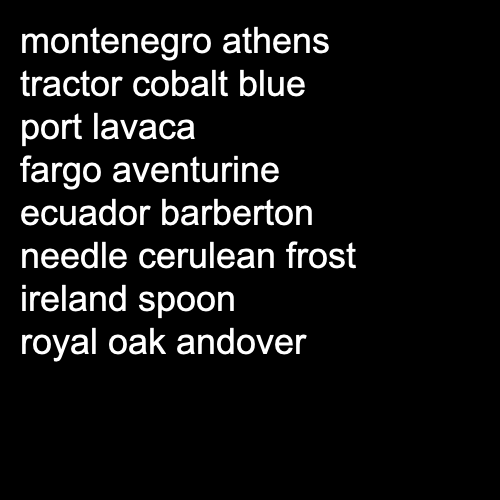 montenegro athens
tractor cobalt blue
port lavaca
fargo aventurine
ecuador barberton
needle cerulean frost
ireland spoon
royal oak andover